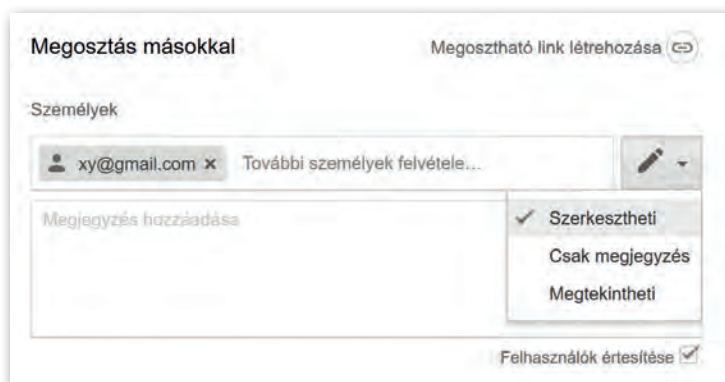 Megosztás másokkal
Megosztható link létrehozása
Személyek
xy@gmail.com × További személyek felvétele...
Megjegyzés hozzáadása
Szerkesztheti
Csak megjegyzés
Megtekintheti
Felhasználók értesítése